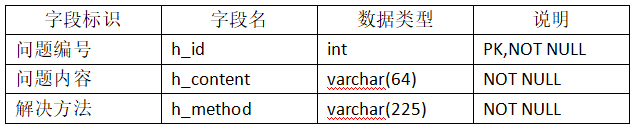 字段标识 字段名 数据类型 说明
问题编号 h_id int PK,NOT NULL
问题内容 h_content varchar(64) NOT NULL
解决方法 h_method varchar(225) NOT NULL